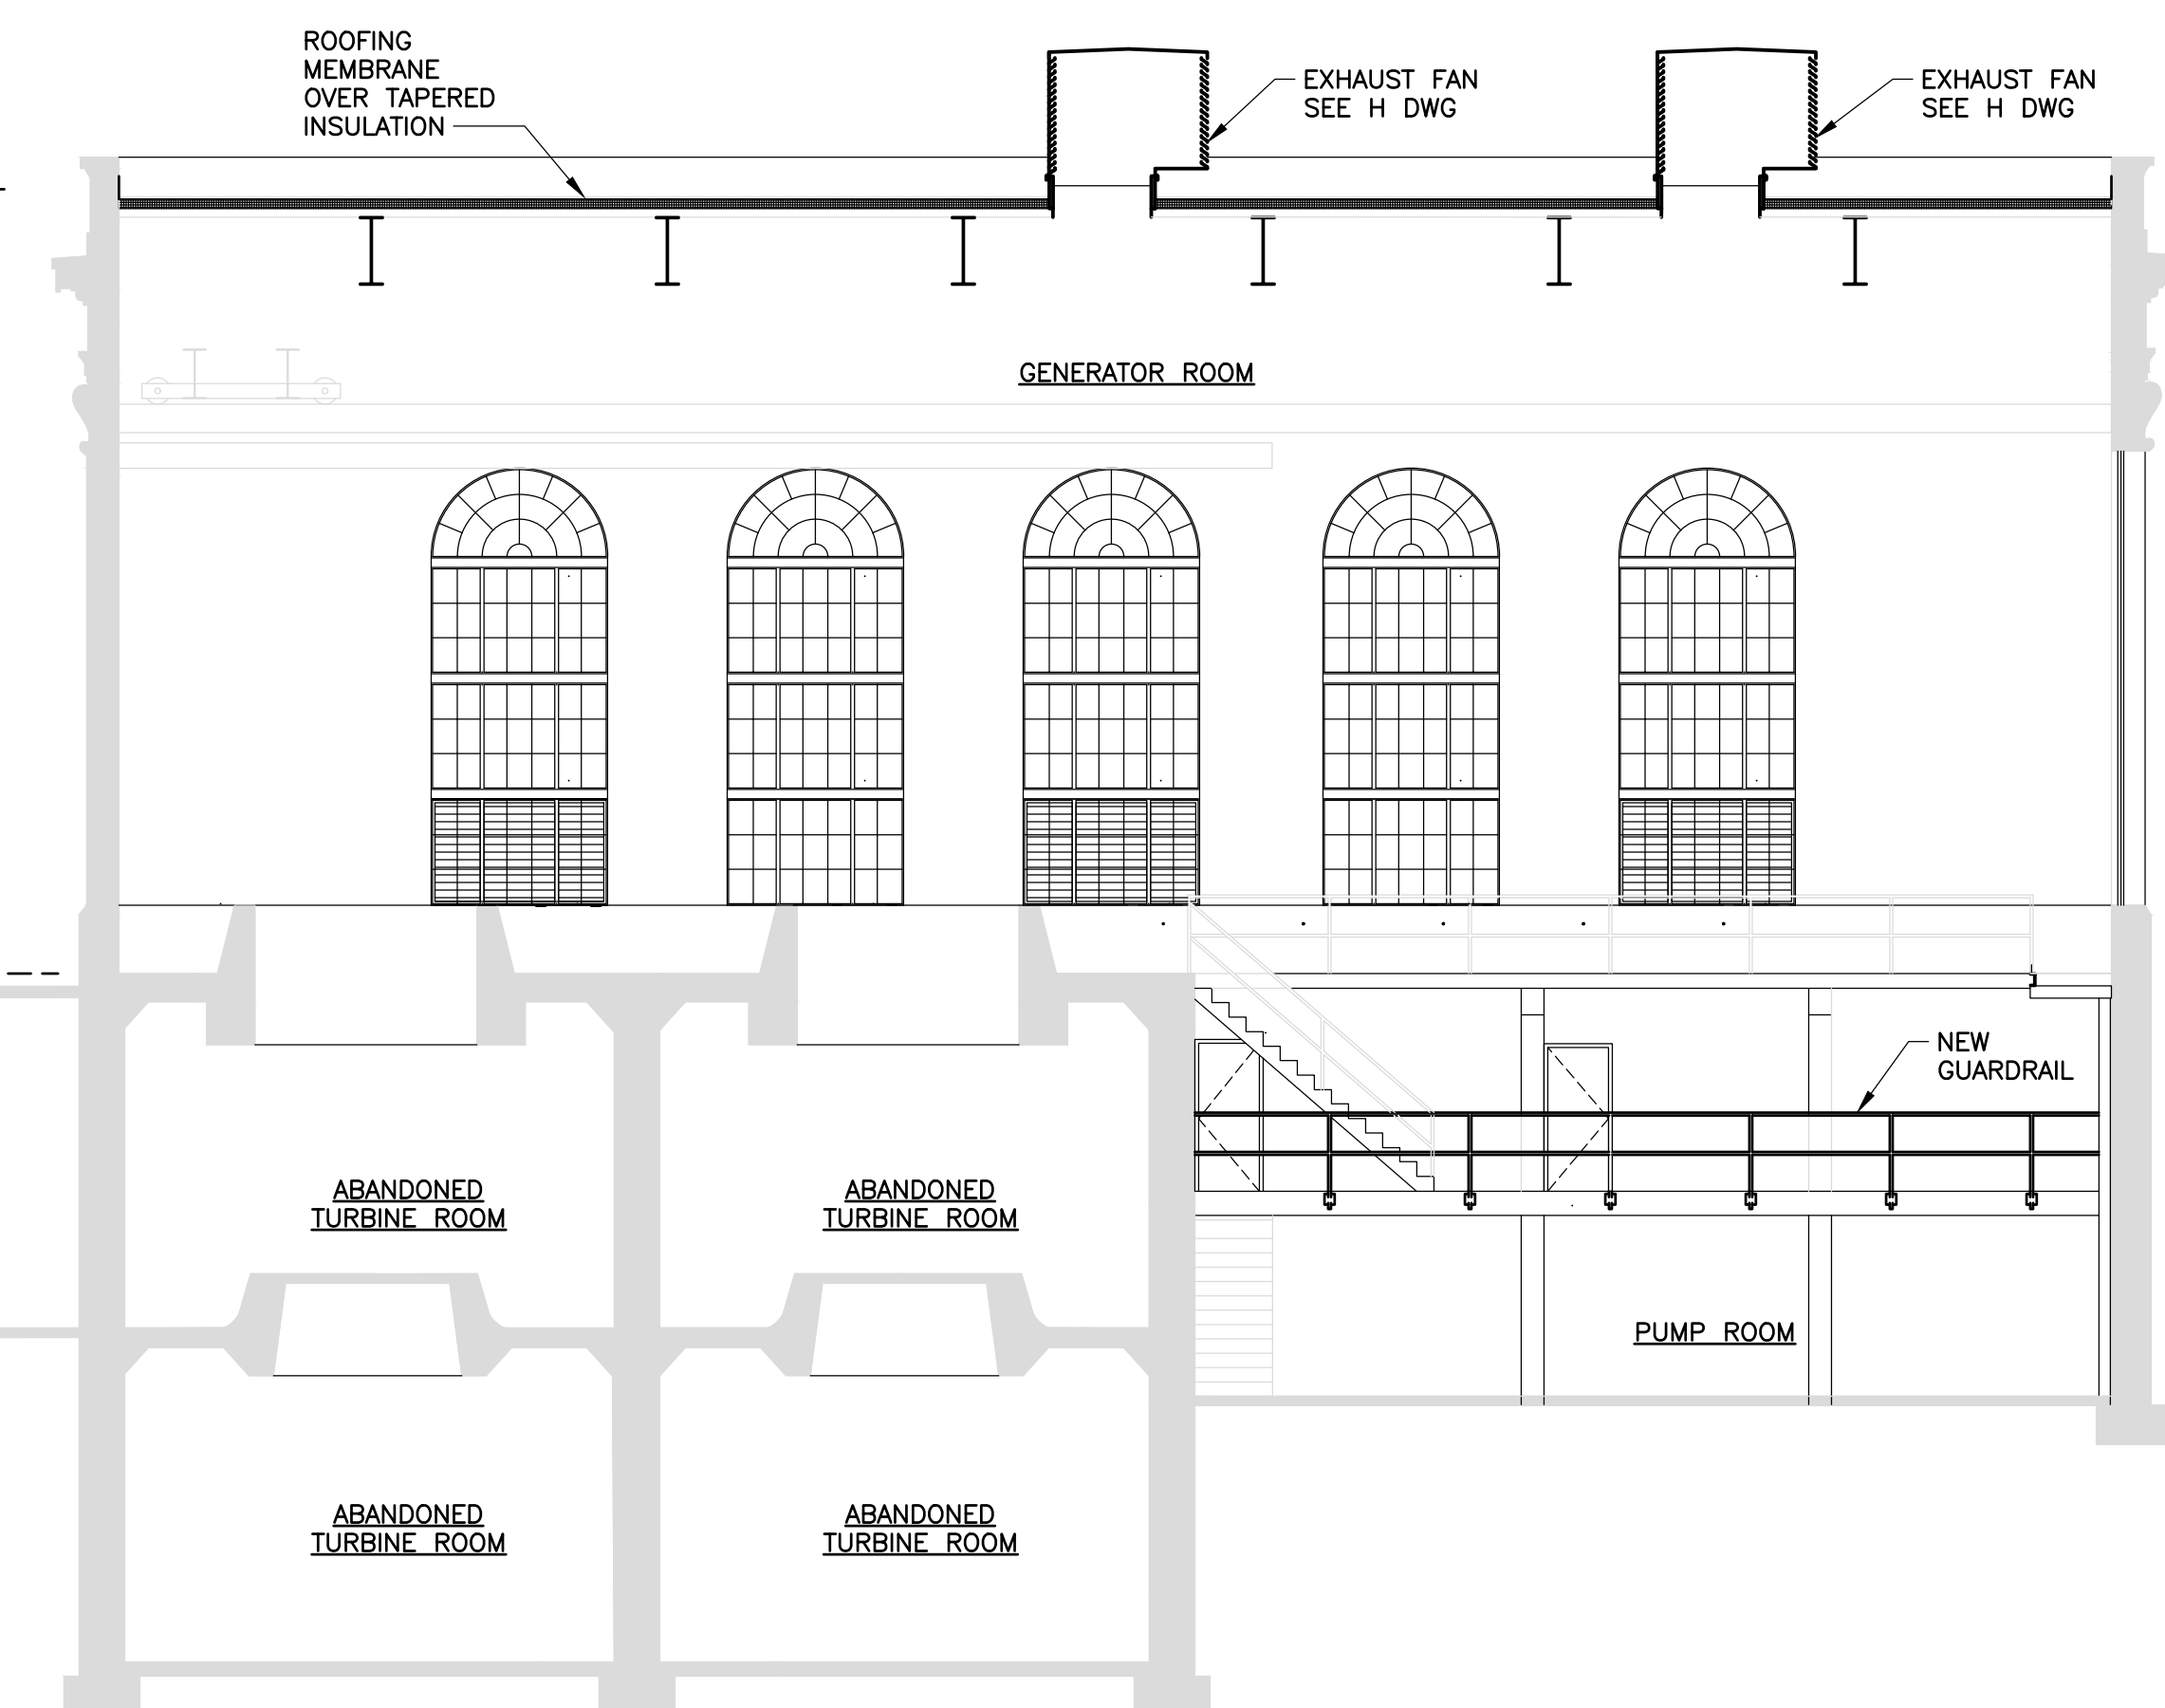 ROOFING
MEMBRANE
OVER TAPERED
INSULATION
EXHAUST FAN
SEE H DWG
EXHAUST FAN
SEE H DWG
GENERATOR ROOM
NEW
GUARDRAIL
ABANDONED
TURBINE ROOM
ABANDONED
TURBINE ROOM
PUMP ROOM
ABANDONED
TURBINE ROOM
ABANDONED
TURBINE ROOM